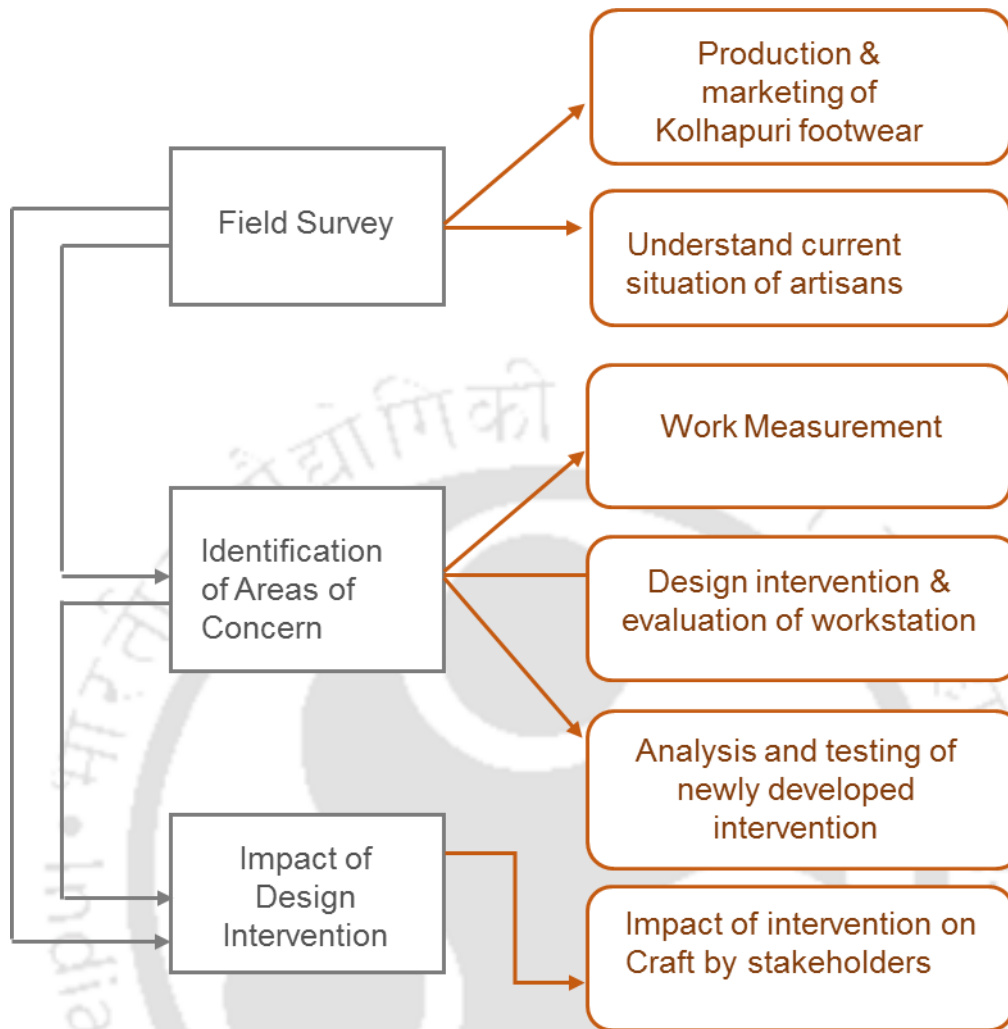 Production &
marketing of
Kolhapuri footwear
Field Survey
Understand current
situation of artisans
Work Measurement
Identification
of Areas of
Concern
Design intervention &
evaluation of workstation
Analysis and testing of
newly developed
intervention
Impact of
Design
Intervention
Impact of intervention on
Craft by stakeholders
भारतीय
प्रौद्योगिकी
India